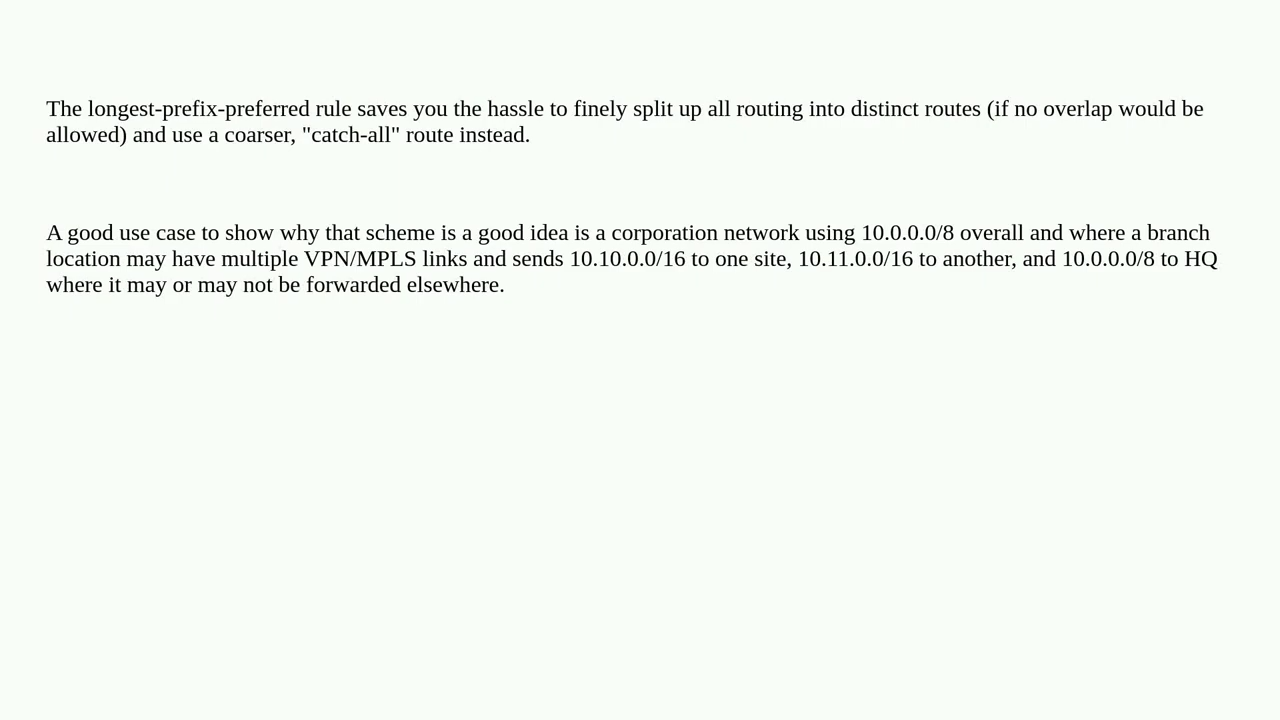 The longest-prefix-preferred rule saves you the hassle to finely split up all routing into distinct routes (if no overlap would be
allowed) and use a coarser, "catch-all" route instead.
A good use case to show why that scheme is a good idea is a corporation network using 10.0.0.0/8 overall and where a branch
location may have multiple VPN/MPLS links and sends 10.10.0.0/16 to one site, 10.11.0.0/16 to another, and 10.0.0.0/8 to HQ
where it may or may not be forwarded elsewhere.